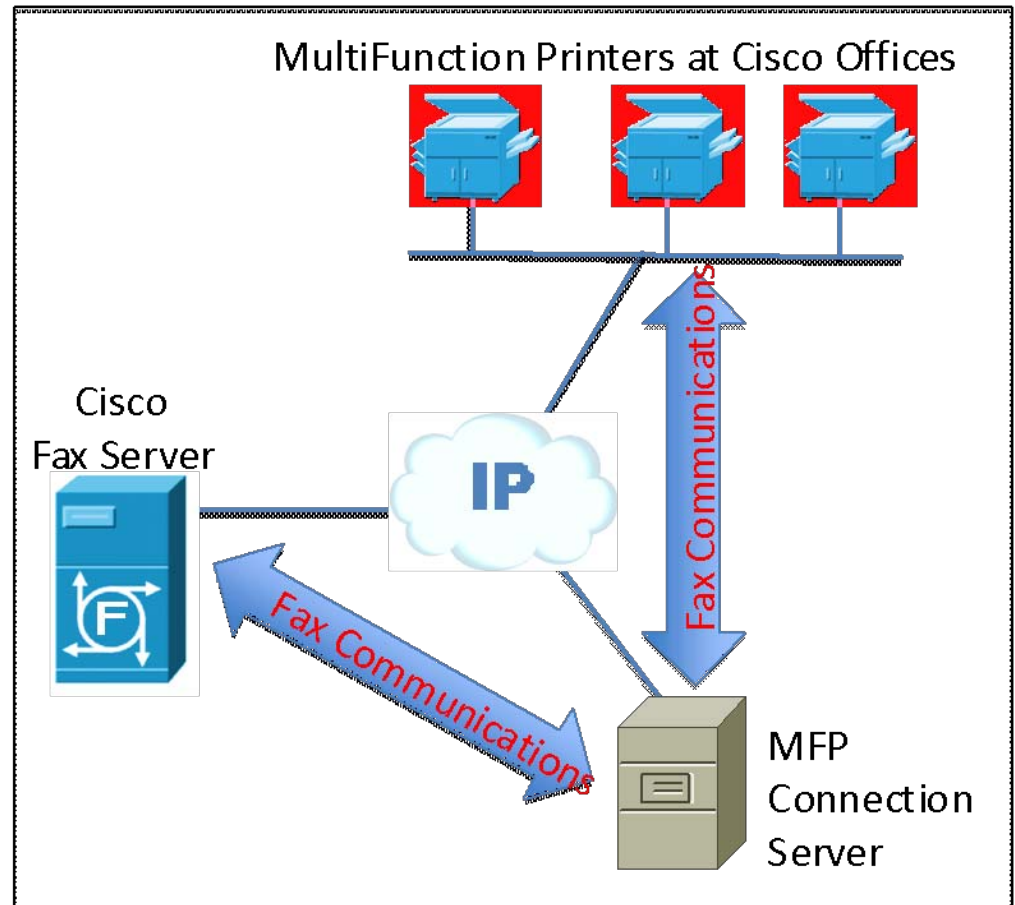 MultiFunction Printers at Cisco Offices
Fax Communications
Cisco
Fax Server
IP
F
Fax Communications
MFP
Connection
Server